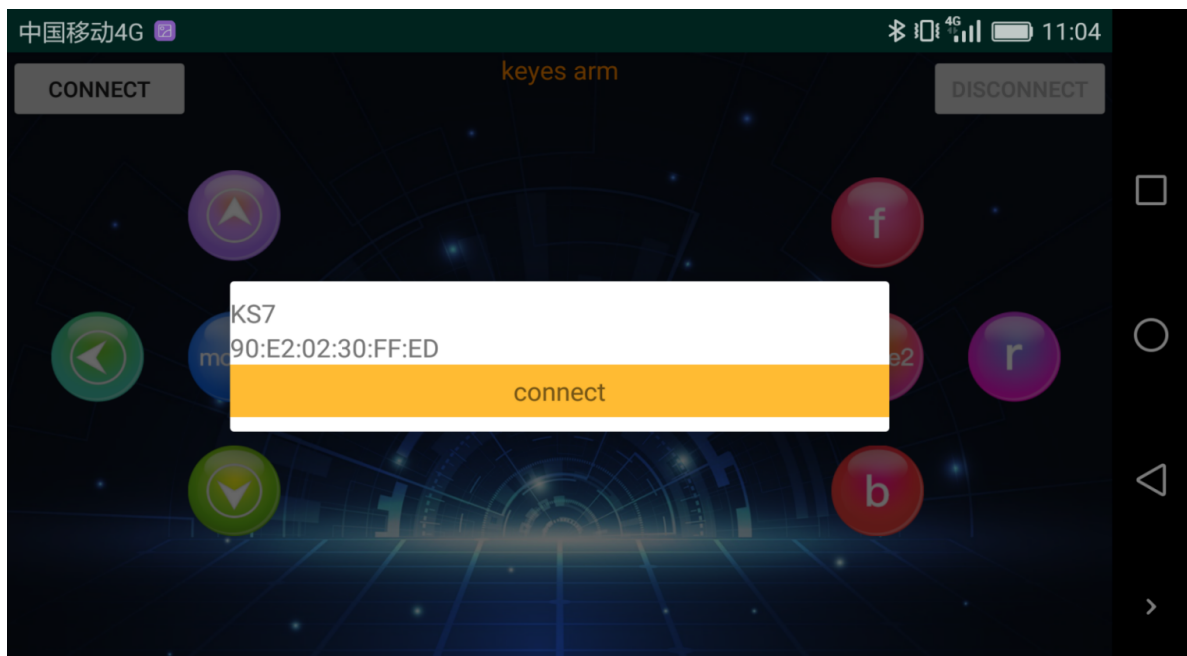 中国移动4G
4G
11:04
CONNECT
keyes arm
DISCONNECT
f
KS7
90:E2:02:30:FF:ED
r
connect
b